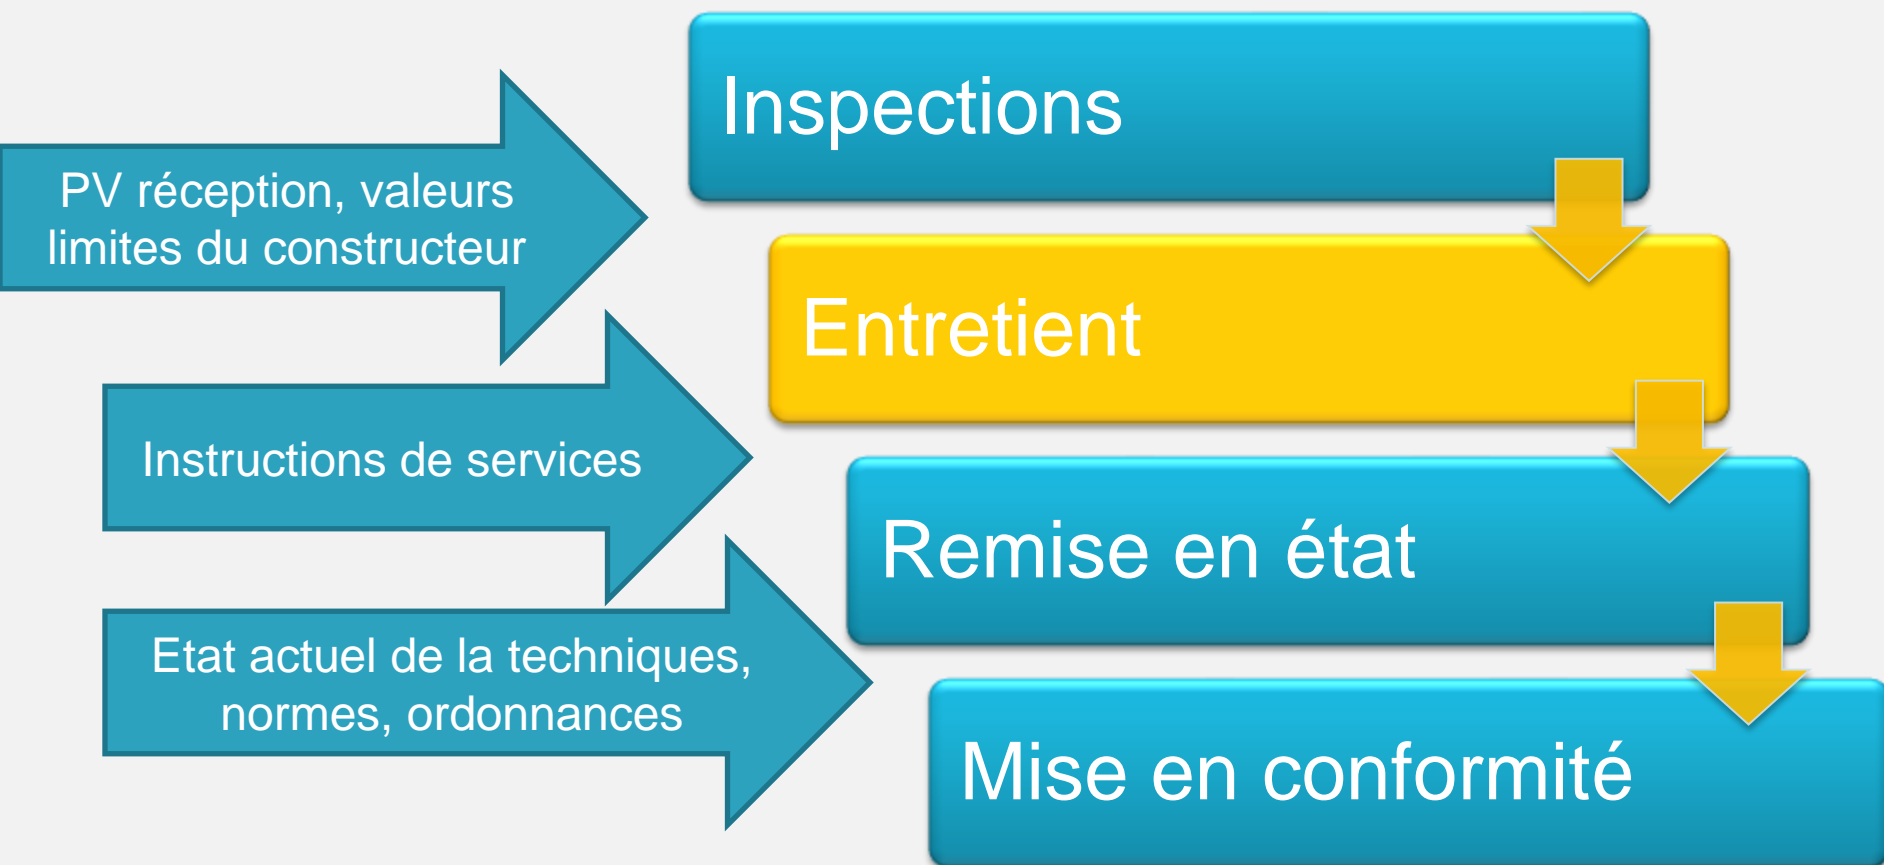 Inspections
PV réception, valeurs
limites du constructeur
Entretient
Instructions de services
Remise en état
Etat actuel de la techniques,
normes, ordonnances
Mise en conformité